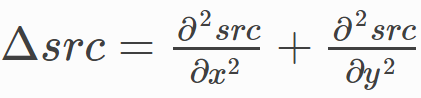 Δsrc = ∂²src/∂x² + ∂²src/∂y²